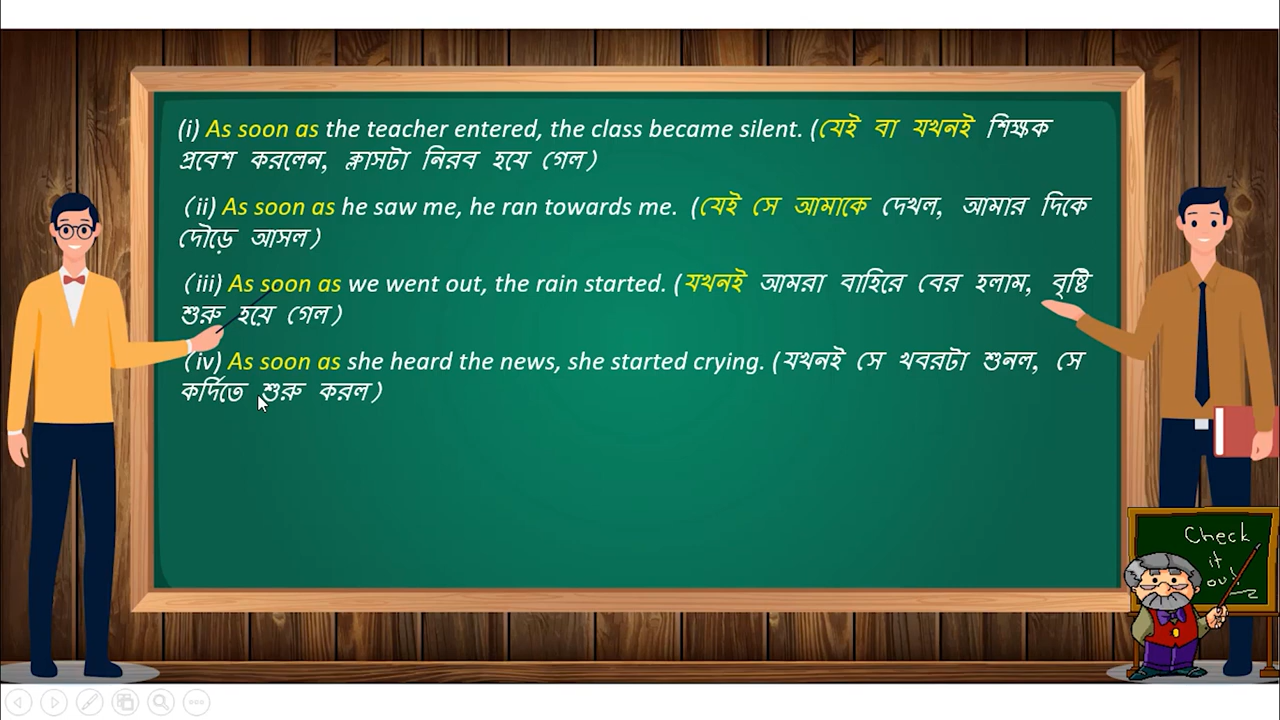 (i) As soon as the teacher entered, the class became silent. (যেই বা যখনই শিক্ষক
প্রবেশ করলেন, ক্লাসটা নিরব হযে গেল)
(ii) As soon as he saw me, he ran towards me. (যেই সে আমাকে দেখল, আমার দিকে
দৌড়ে আসল)
(iii) As soon as we went out, the rain started. (যখনই আমরা বাহিরে বের হলাম, বৃষ্টি
শুরু হয়ে গেল)
(iv) As soon as she heard the news, she started crying. (যখনই সে খবরটা শুনল, সে
কর্দিতে শুরু করল)
Check
it
out